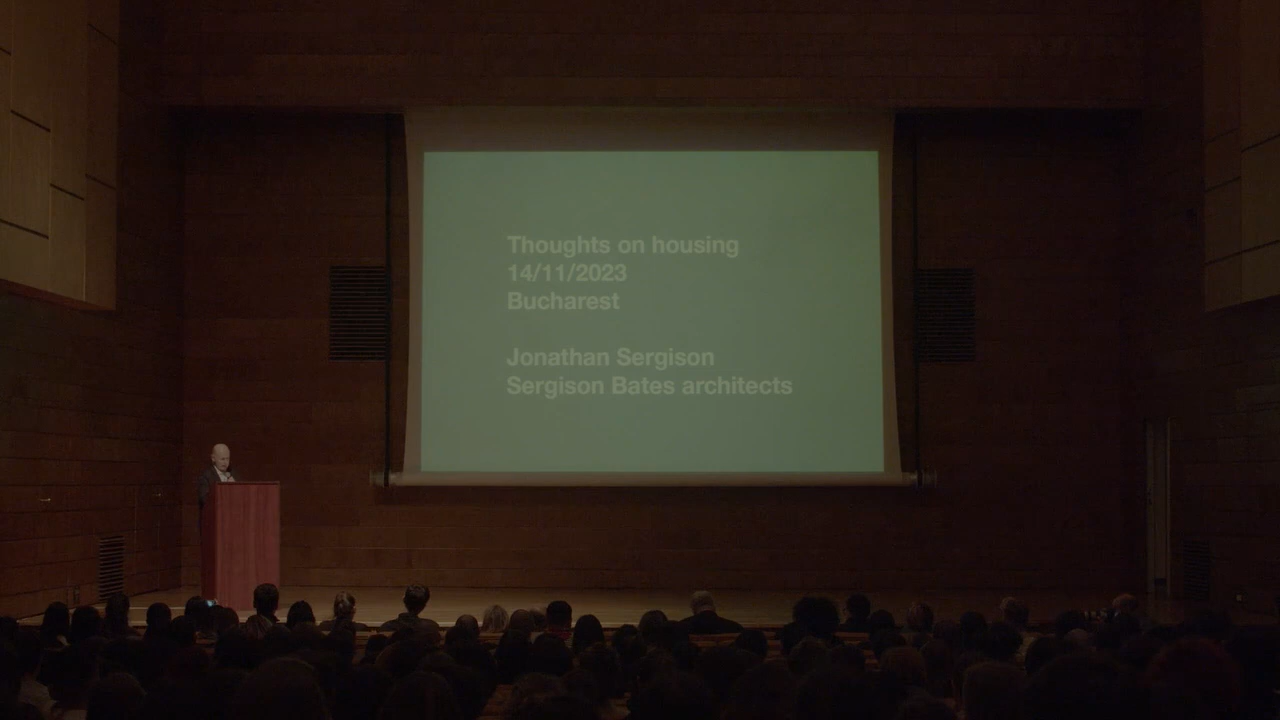 Thoughts on housing
14/11/2023
Bucharest
Jonathan Sergison
Sergison Bates architects